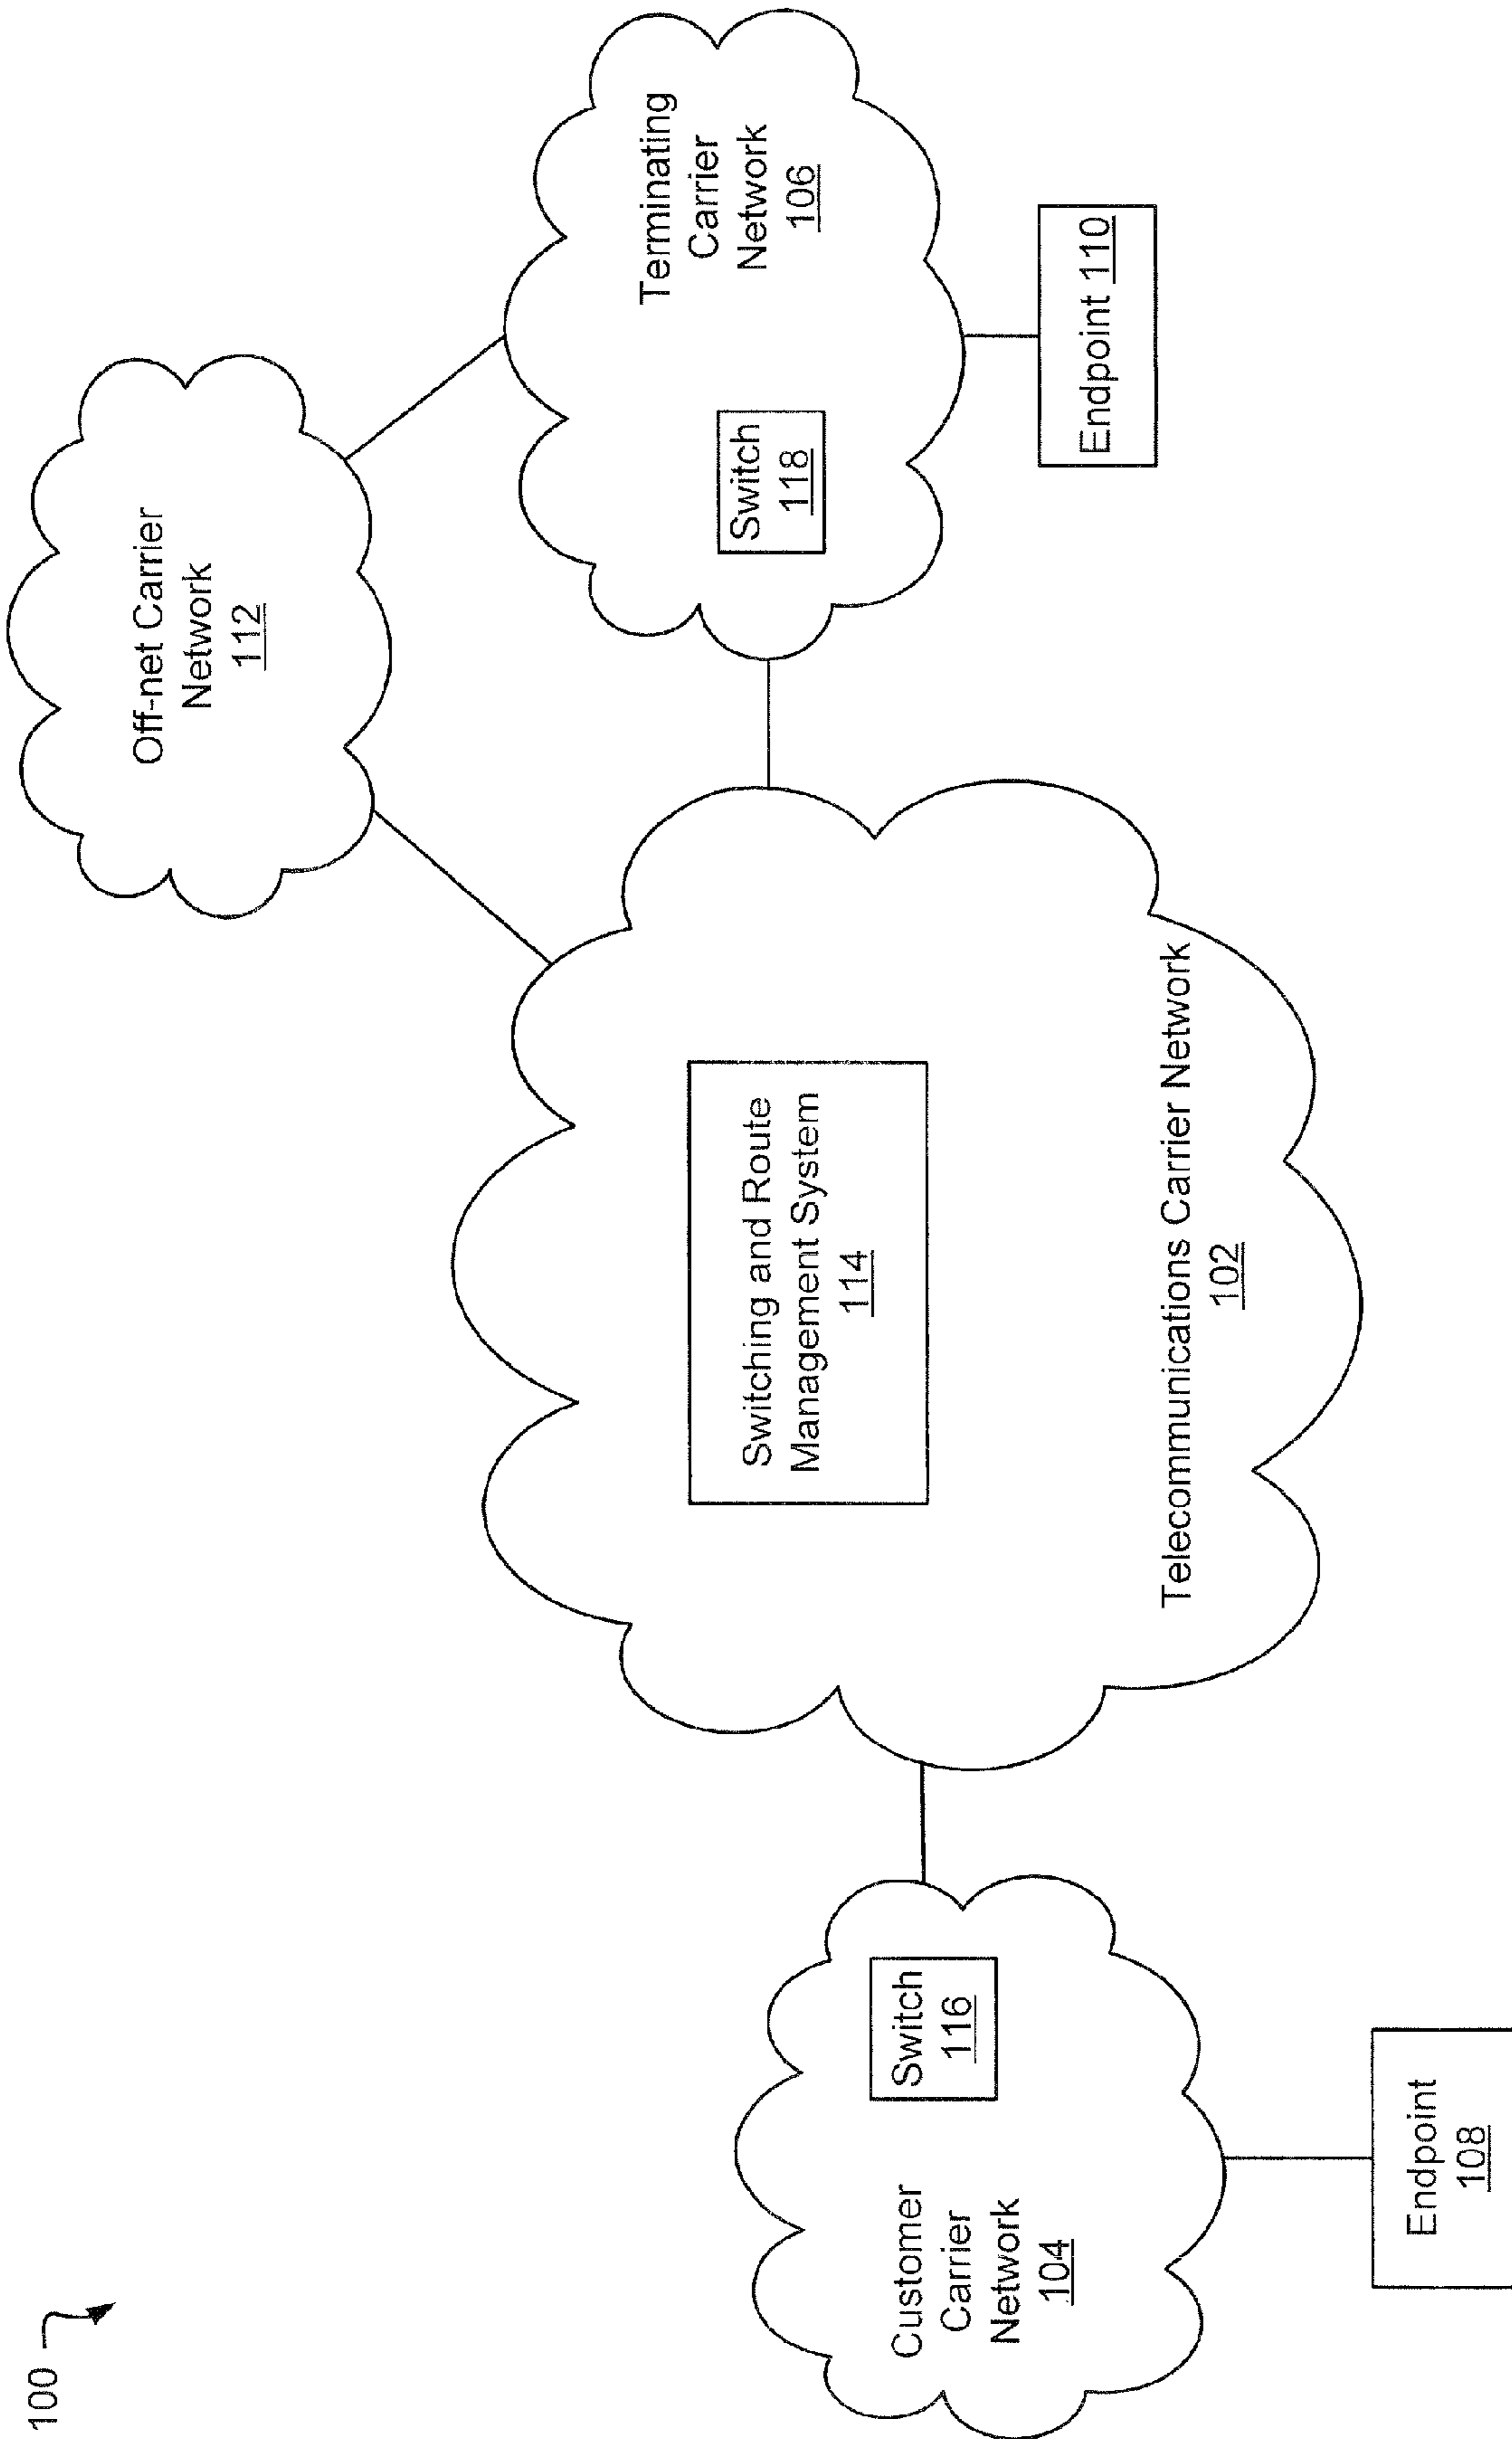 100
Off-net Carrier
Network
112
Terminating
Carrier
Network
106
Switch
118
Endpoint 110
Switching and Route
Management System
114
Telecommunications Carrier Network
102
Switch
116
Customer
Carrier
Network
104
Endpoint
108